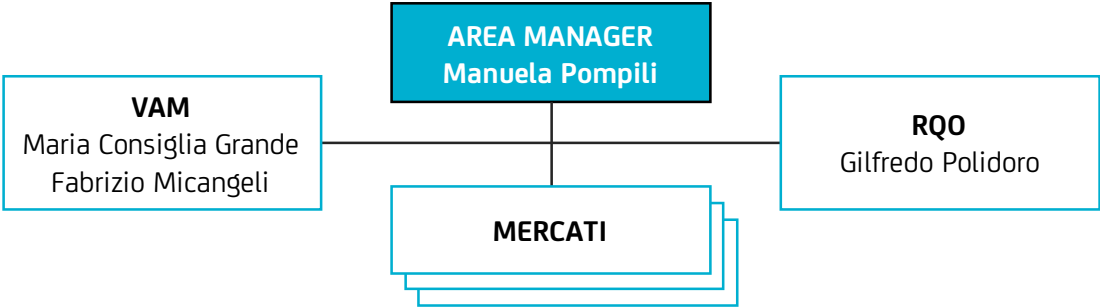 AREA MANAGER
Manuela Pompili
VAM
Maria Consiglia Grande
Fabrizio Micangeli
RQO
Gilfredo Polidoro
MERCATI